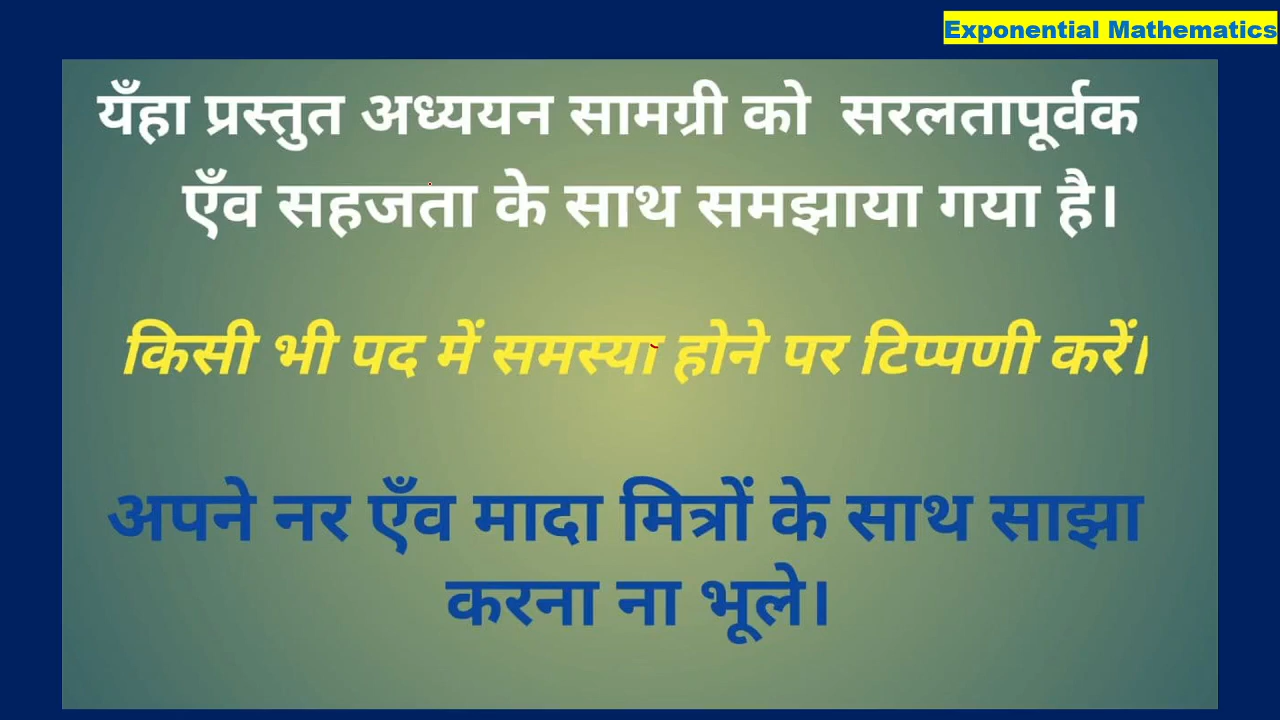 Exponential Mathematics
यँहा प्रस्तुत अध्ययन सामग्री को सरलतापूर्वक
एँव सहजता के साथ समझाया गया है।
किसी भी पद में समस्या होने पर टिप्पणी करें।
अपने नर एँव मादा मित्रों के साथ साझा
करना ना भूले।